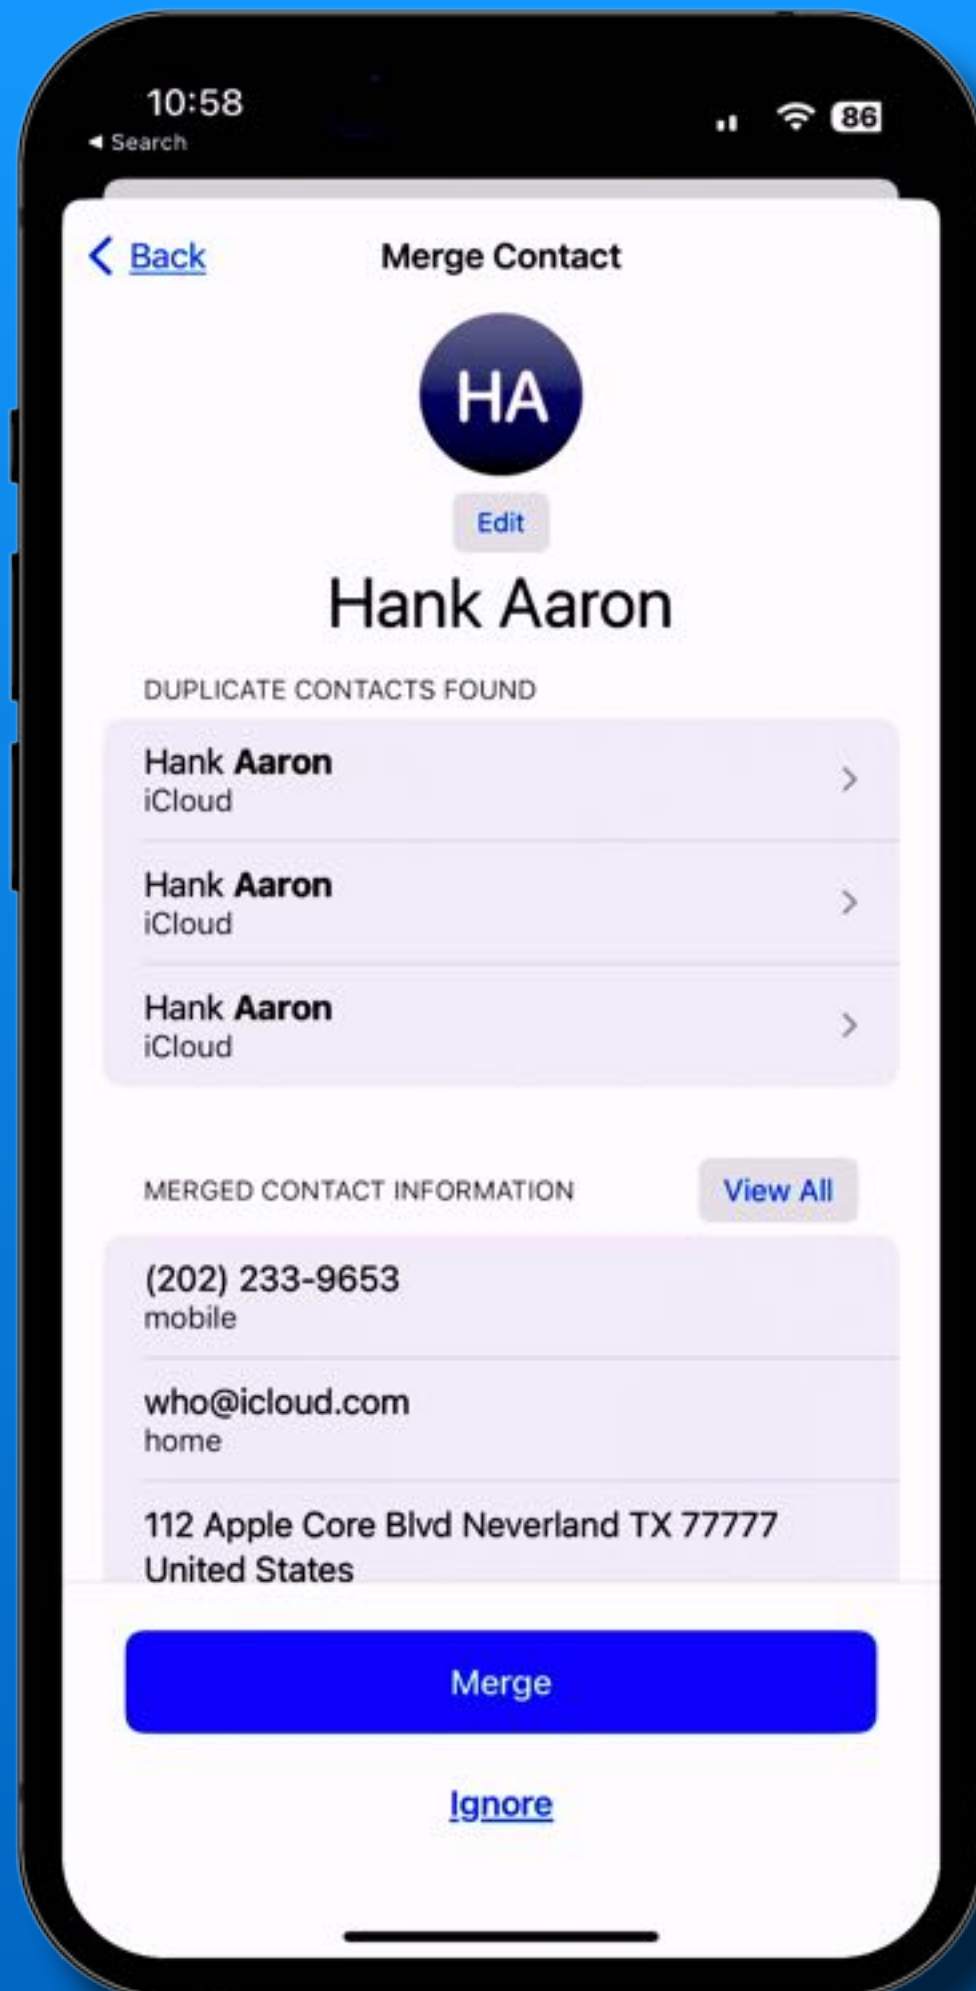 10:58
◀ Search
86
Back
Merge Contact
HA
Edit
Hank Aaron
DUPLICATE CONTACTS FOUND
Hank Aaron
iCloud
Hank Aaron
iCloud
Hank Aaron
iCloud
MERGED CONTACT INFORMATION
View All
(202) 233-9653
mobile
who@icloud.com
home
112 Apple Core Blvd Neverland TX 77777
United States
Merge
Ignore